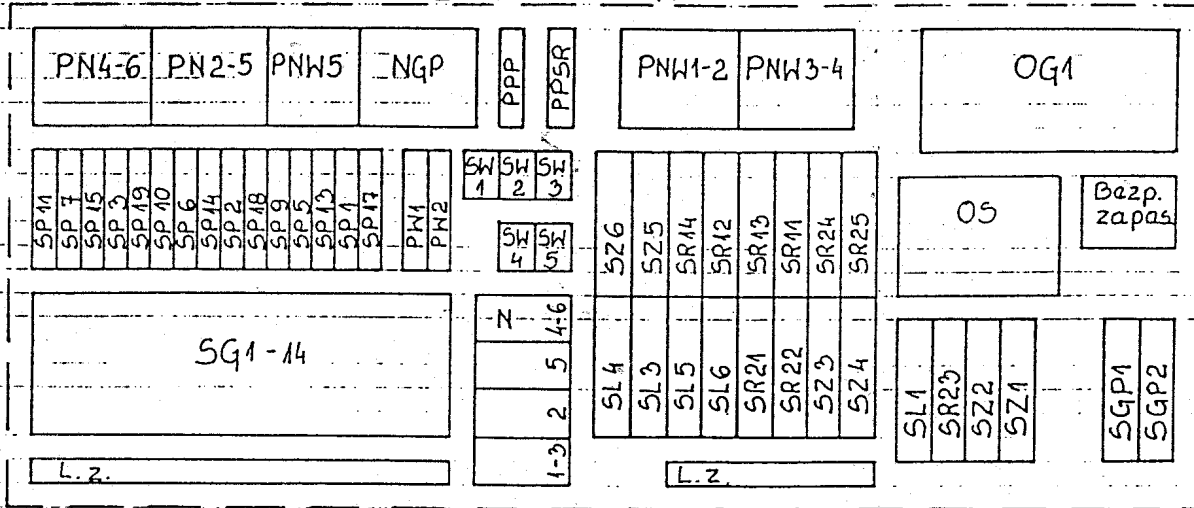 PN4-6 PN2-5 PNW5 NGP
PPP
PPSR
PNW1-2 PNW3-4
OG1
SP11
SP7
SP15
SP3
SP19
SP10
SP6
SP14
SP2
SP18
SP9
SP5
SP13
SP1
SP17
PW1
PW2
SW
1
SW
2
SW
3
SW
4
SW
5
SZ6
SZ5
SR14
SR12
SR13
SR11
SR24
SR25
OS
Bezp.
zapas
SG1-14
N
4-6
5
2
1-3
SL4
SL3
SL5
SL6
SR21
SR22
SZ3
SZ4
SL1
SR23
SZ2
SZ1
SGP1
SGP2
L.Z.
L.Z.